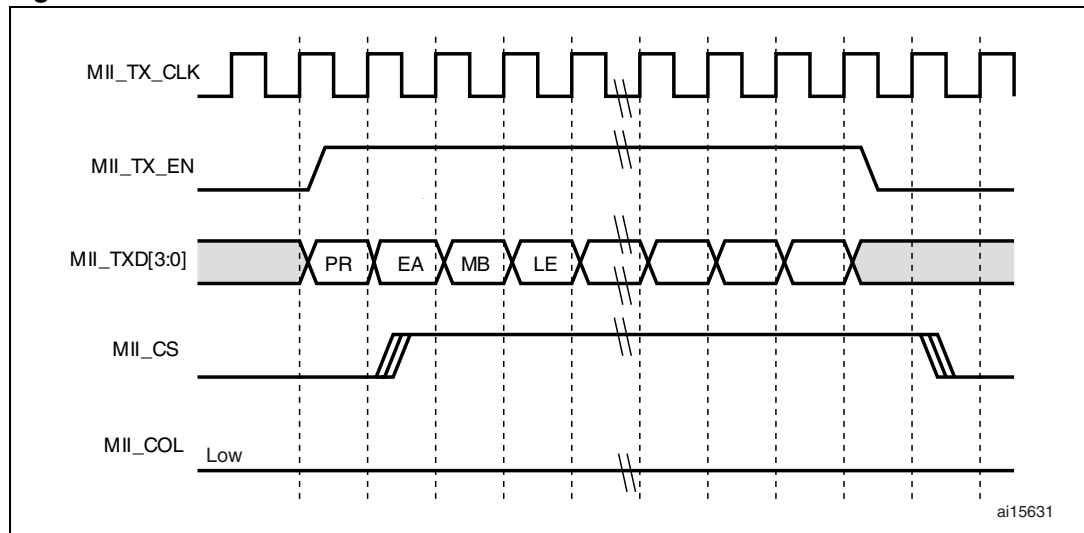 MII_TX_CLK
MII_TX_EN
MII_TXD[3:0] PR EA MB LE
MII_CS
MII_COL Low
ai15631